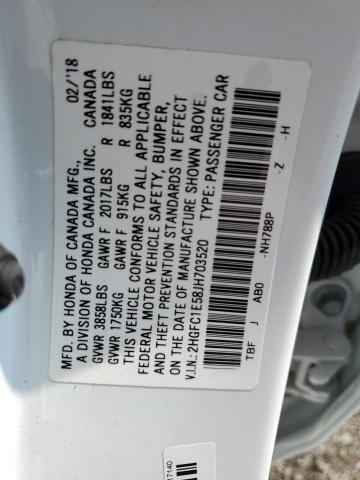 MFD. BY HONDA OF CANADA MFG., 02/'18
A DIVISION OF HONDA CANADA INC. CANADA
GVWR 3858LBS GAWR F 2017LBS R 1841LBS
GVWR 1750KG GAWR F 915KG R 835KG
THIS VEHICLE CONFORMS TO ALL APPLICABLE
FEDERAL MOTOR VEHICLE SAFETY, BUMPER,
AND THEFT PREVENTION STANDARDS IN EFFECT
ON THE DATE OF MANUFACTURE SHOWN ABOVE.
V.I.N.: 2HGFC1E58JH703520 TYPE: PASSENGER CAR
TBF J AB0 -NH788P -Z -H
17140